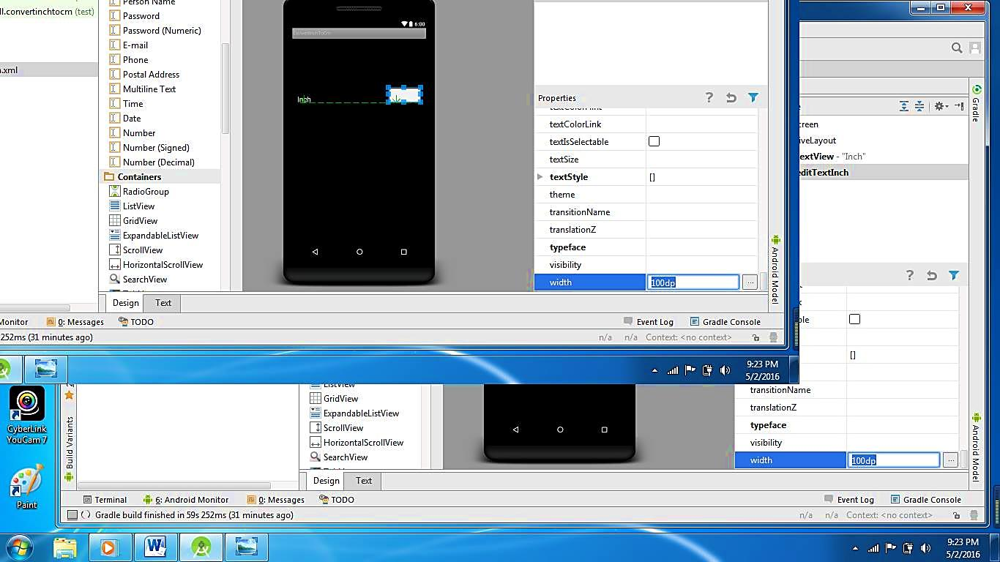 ll.convertinchtocm (test)
.xml
Person Name
Password
Password (Numeric)
E-mail
Phone
Postal Address
Multiline Text
Time
Date
Number
Number (Signed)
Number (Decimal)
Containers
RadioGroup
ListView
GridView
ExpandableListView
ScrollView
HorizontalScrollView
SearchView
Design Text
6:00
ConvertInchToCm
Inch
Properties
textColorLink
textIsSelectable
textSize
textStyle []
theme
transitionName
translationZ
typeface
visibility
width 100dp
Gradle
Android Model
creen
iveLayout
extView - "Inch"
editTextInch
Monitor 0: Messages TODO Event Log Gradle Console
252ms (31 minutes ago) n/a n/a Context: <no context>
9:23 PM
5/2/2016
ble
[]
CyberLink
YouCam 7
Paint
Build Variants
ListView
GridView
ExpandableListView
ScrollView
HorizontalScrollView
SearchView
Design Text
transitionName
translationZ
typeface
visibility
width 100dp
Android Model
Terminal 6: Android Monitor 0: Messages TODO Event Log Gradle Console
Gradle build finished in 59s 252ms (31 minutes ago) n/a n/a Context: <no context>
9:23 PM
5/2/2016